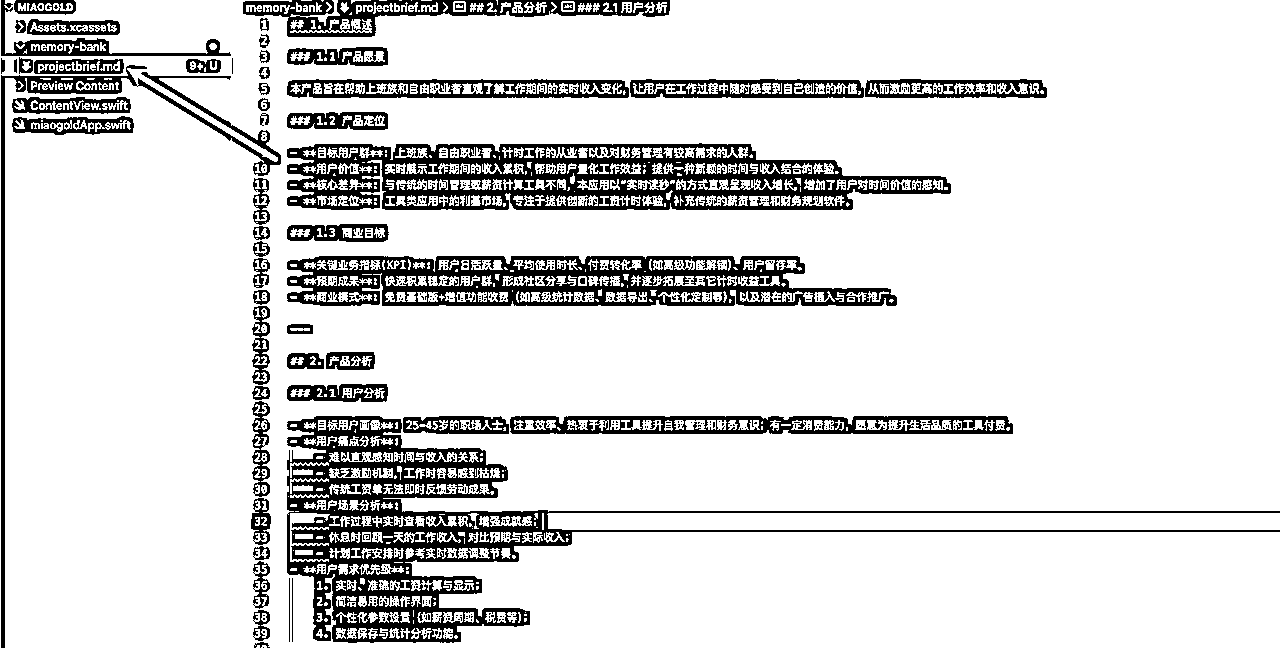 MIAOGOLD
Assets.xcassets
memory-bank
projectbrief.md 9+, U
Preview Content
ContentView.swift
miaogoldApp.swift
memory-bank > projectbrief.md > ## 2. 产品分析 > ### 2.1 用户分析
1 ## 1. 产品概述
2
3 ### 1.1 产品愿景
4
5 本产品旨在帮助上班族和自由职业者直观了解工作期间的实时收入变化，让用户在工作过程中随时感受到自己创造的价值，从而激励更高的工作效率和收入意识。
6
7 ### 1.2 产品定位
8
- **目标用户群**: 上班族、自由职业者、计时工作的从业者以及对财务管理有较高需求的人群。
10 - **用户价值**: 实时展示工作期间的收入累积，帮助用户量化工作效益；提供一种新颖的时间与收入结合的体验。
11 - **核心差异**: 与传统的时间管理或薪资计算工具不同，本应用以“实时读秒”的方式直观呈现收入增长，增加了用户对时间价值的感知。
12 - **市场定位**: 工具类应用中的利基市场，专注于提供创新的工资计时体验，补充传统的薪资管理和财务规划软件。
13
14 ### 1.3 商业目标
15
16 - **关键业务指标(KPI)**: 用户日活跃量、平均使用时长、付费转化率（如高级功能解锁）、用户留存率。
17 - **预期成果**: 快速积累稳定的用户群，形成社区分享与口碑传播，并逐步拓展至其它计时收益工具。
18 - **商业模式**: 免费基础版+增值功能收费（如高级统计数据、数据导出、个性化定制等），以及潜在的广告植入与合作推广。
19
20 ---
21
22 ## 2. 产品分析
23
24 ### 2.1 用户分析
25
26 - **目标用户画像**: 25-45岁的职场人士，注重效率、热衷于利用工具提升自我管理和财务意识；有一定消费能力，愿意为提升生活品质的工具付费。
27 - **用户痛点分析**:
28 - 难以直观感知时间与收入的关系；
29 - 缺乏激励机制，工作时容易感到枯燥；
30 - 传统工资单无法即时反馈劳动成果。
31 - **用户场景分析**:
32 - 工作过程中实时查看收入累积，增强成就感；
33 - 休息时回顾一天的工作收入，对比预期与实际收入；
34 - 计划工作安排时参考实时数据调整节奏。
35 - **用户需求优先级**:
36 1. 实时、准确的工资计算与显示；
37 2. 简洁易用的操作界面；
38 3. 个性化参数设置（如薪资周期、税费等）；
39 4. 数据保存与统计分析功能。